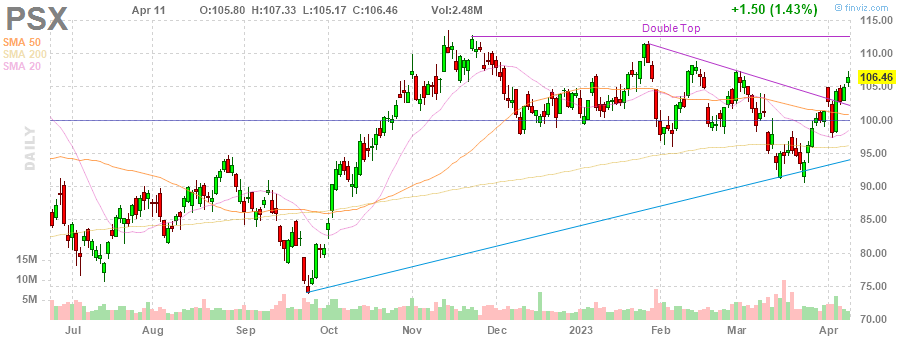 PSX Apr 11 O:105.80 H:107.33 L:105.17 C:106.46 Vol:2.48M +1.50 (1.43%) © finviz.com
SMA 50
SMA 200
SMA 20
DAILY
Double Top
115.00
110.00
106.46
105.00
100.00
95.00
90.00
85.00
80.00
75.00
70.00
15M
10M
5M
Jul Aug Sep Oct Nov Dec 2023 Feb Mar Apr